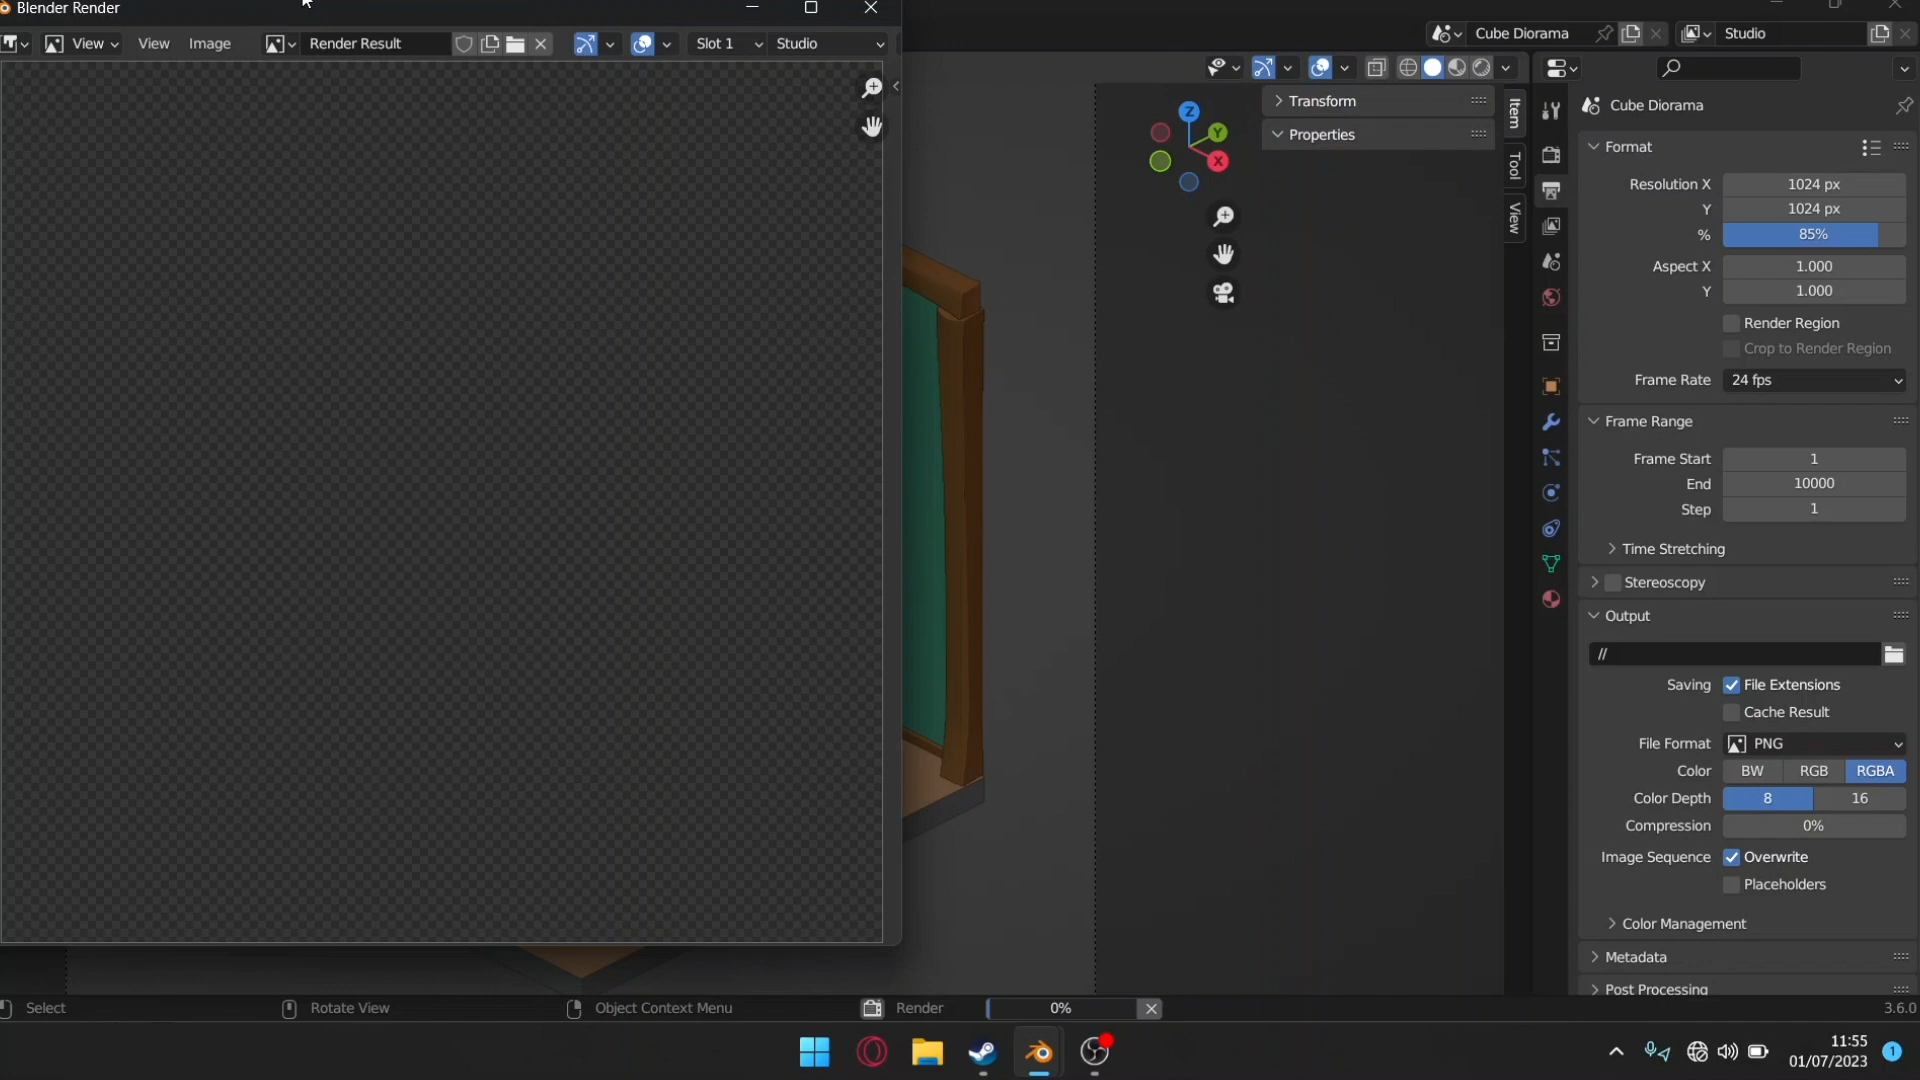 Blender Render
View View Image Render Result Slot 1 Studio
Cube Diorama Studio
Transform
Properties
Item
Tool
View
Z
Y
X
Cube Diorama
Format
Resolution X 1024 px
Y 1024 px
% 85%
Aspect X 1.000
Y 1.000
Render Region
Crop to Render Region
Frame Rate 24 fps
Frame Range
Frame Start 1
End 10000
Step 1
Time Stretching
Stereoscopy
Output
//
Saving File Extensions
Cache Result
File Format PNG
Color BW RGB RGBA
Color Depth 8 16
Compression 0%
Image Sequence Overwrite
Placeholders
Color Management
Metadata
Post Processing
Select Rotate View Object Context Menu Render 0% 3.6.0
11:55
01/07/2023
1